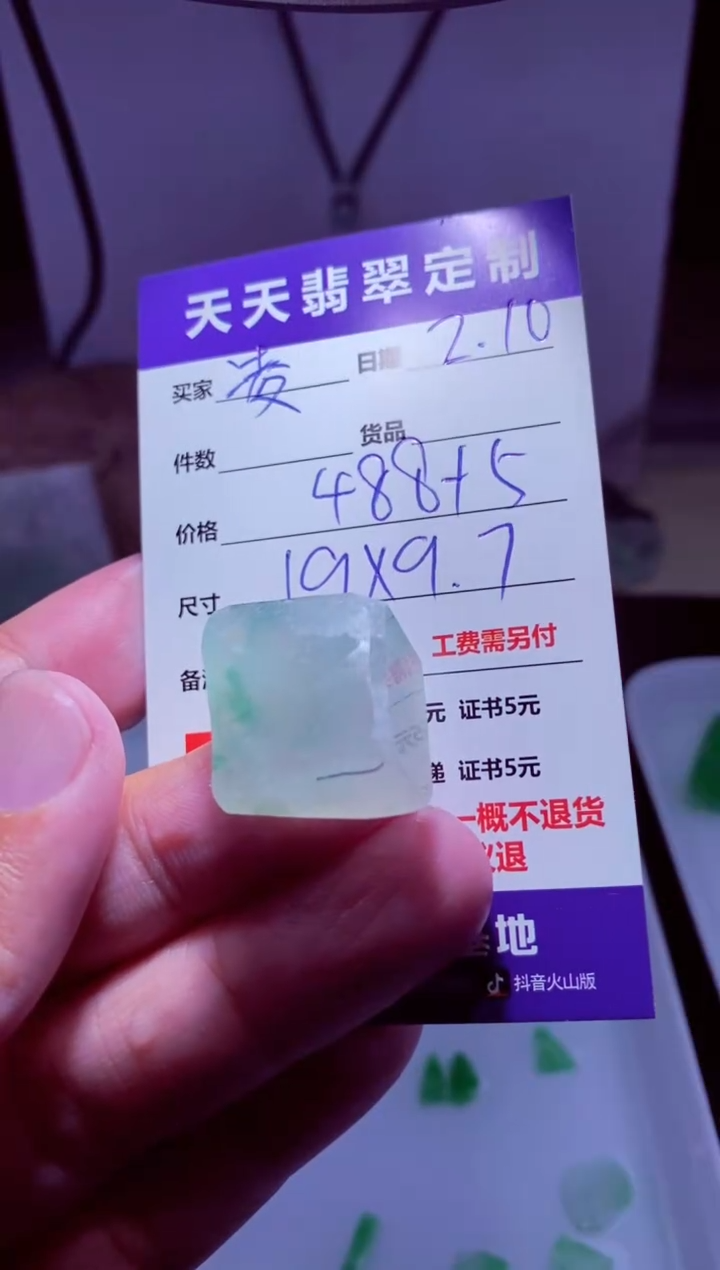 天天翡翠定制
买家 日期 2.10
件数 货品
价格 488+5
尺寸 19X9.7
工费需另付
元 证书5元
递 证书5元
一概不退货
退
地
抖音火山版